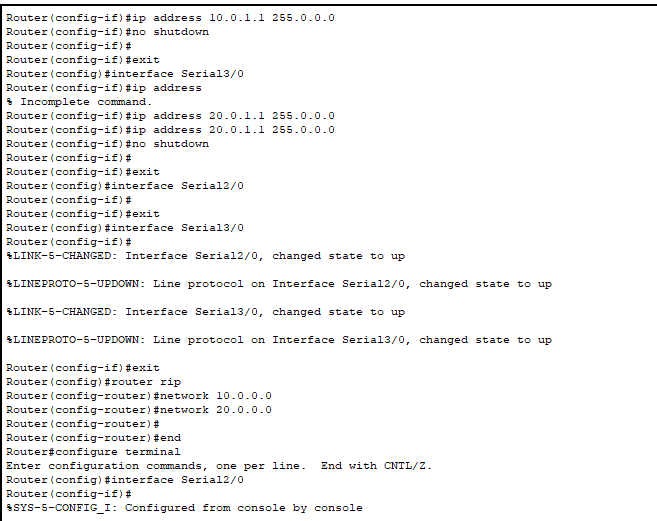 Router(config-if)#ip address 10.0.1.1 255.0.0.0
Router(config-if)#no shutdown
Router(config-if)#
Router(config-if)#exit
Router(config)#interface Serial3/0
Router(config-if)#ip address
% Incomplete command.
Router(config-if)#ip address 20.0.1.1 255.0.0.0
Router(config-if)#ip address 20.0.1.1 255.0.0.0
Router(config-if)#no shutdown
Router(config-if)#
Router(config-if)#exit
Router(config)#interface Serial2/0
Router(config-if)#
Router(config-if)#exit
Router(config)#interface Serial3/0
Router(config-if)#
%LINK-5-CHANGED: Interface Serial2/0, changed state to up
%LINEPROTO-5-UPDOWN: Line protocol on Interface Serial2/0, changed state to up
%LINK-5-CHANGED: Interface Serial3/0, changed state to up
%LINEPROTO-5-UPDOWN: Line protocol on Interface Serial3/0, changed state to up
Router(config-if)#exit
Router(config)#router rip
Router(config-router)#network 10.0.0.0
Router(config-router)#network 20.0.0.0
Router(config-router)#
Router(config-router)#end
Router#configure terminal
Enter configuration commands, one per line.  End with CNTL/Z.
Router(config)#interface Serial2/0
Router(config-if)#
%SYS-5-CONFIG_I: Configured from console by console